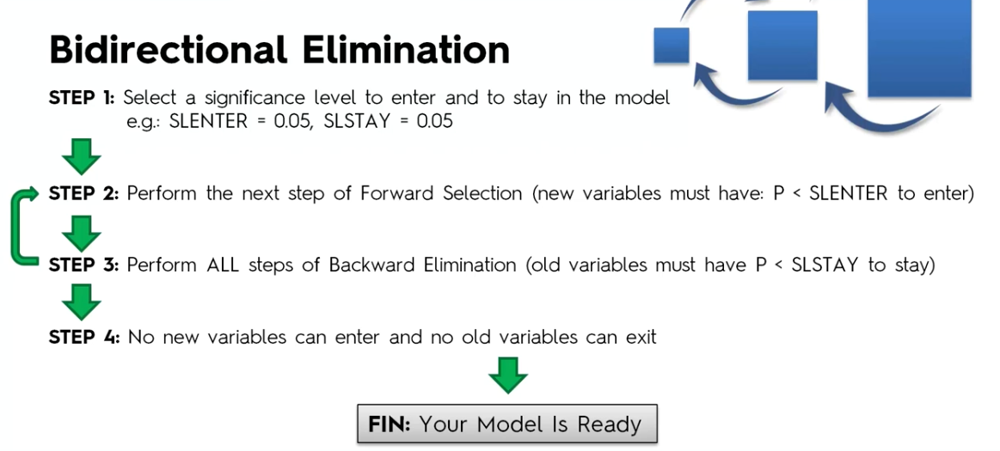 Bidirectional Elimination
STEP 1: Select a significance level to enter and to stay in the model
e.g.: SLENTER = 0.05, SLSTAY = 0.05
STEP 2: Perform the next step of Forward Selection (new variables must have: P < SLENTER to enter)
STEP 3: Perform ALL steps of Backward Elimination (old variables must have P < SLSTAY to stay)
STEP 4: No new variables can enter and no old variables can exit
FIN: Your Model Is Ready